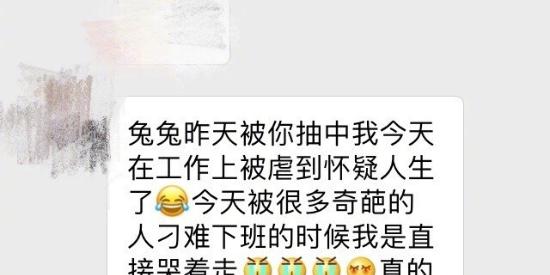 兔兔昨天被你抽中我今天
在工作上被虐到怀疑人生
了😂今天被很多奇葩的
人刁难下班的时候我是直
接哭着走😭😭😭😡真的